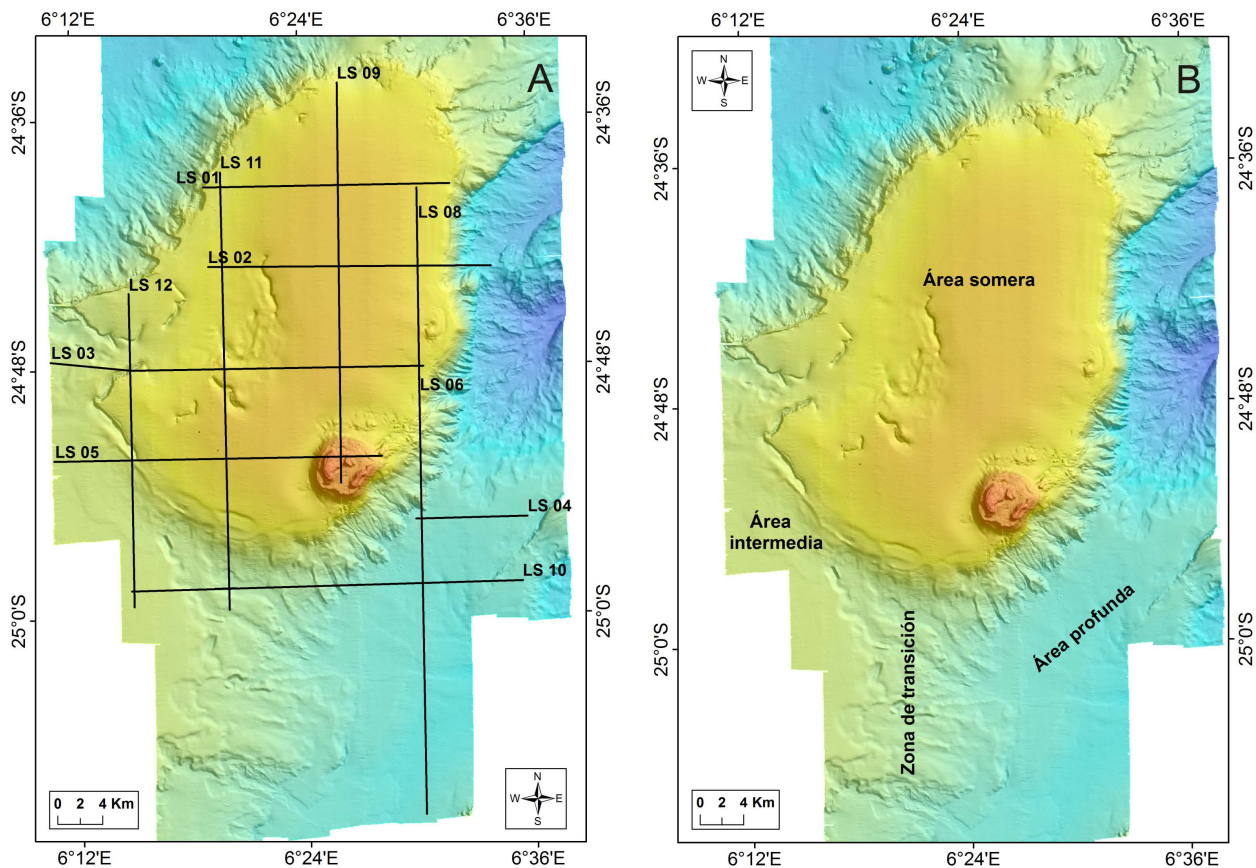 6°12'E 6°24'E 6°36'E
A
24°36'S
24°48'S
25°0'S
LS 09
LS 11
LS 01
LS 08
LS 02
LS 12
LS 03
LS 06
LS 05
LS 04
LS 10
24°36'S
24°48'S
25°0'S
0 2 4 Km
N
W E
S
6°12'E 6°24'E 6°36'E
6°12'E 6°24'E 6°36'E
B
N
W E
S
24°36'S
24°48'S
25°0'S
Área somera
Área
intermedia
Zona de transición
Área profunda
24°36'S
24°48'S
25°0'S
0 2 4 Km
6°12'E 6°24'E 6°36'E